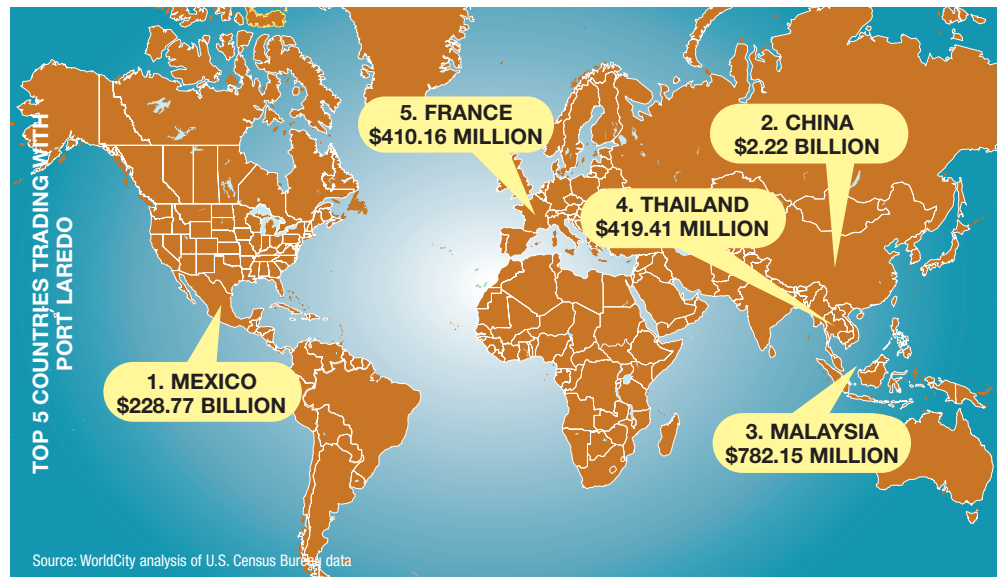 TOP 5 COUNTRIES TRADING WITH
PORT LAREDO
5. FRANCE
$410.16 MILLION
2. CHINA
$2.22 BILLION
4. THAILAND
$419.41 MILLION
1. MEXICO
$228.77 BILLION
3. MALAYSIA
$782.15 MILLION
Source: WorldCity analysis of U.S. Census Bureau data